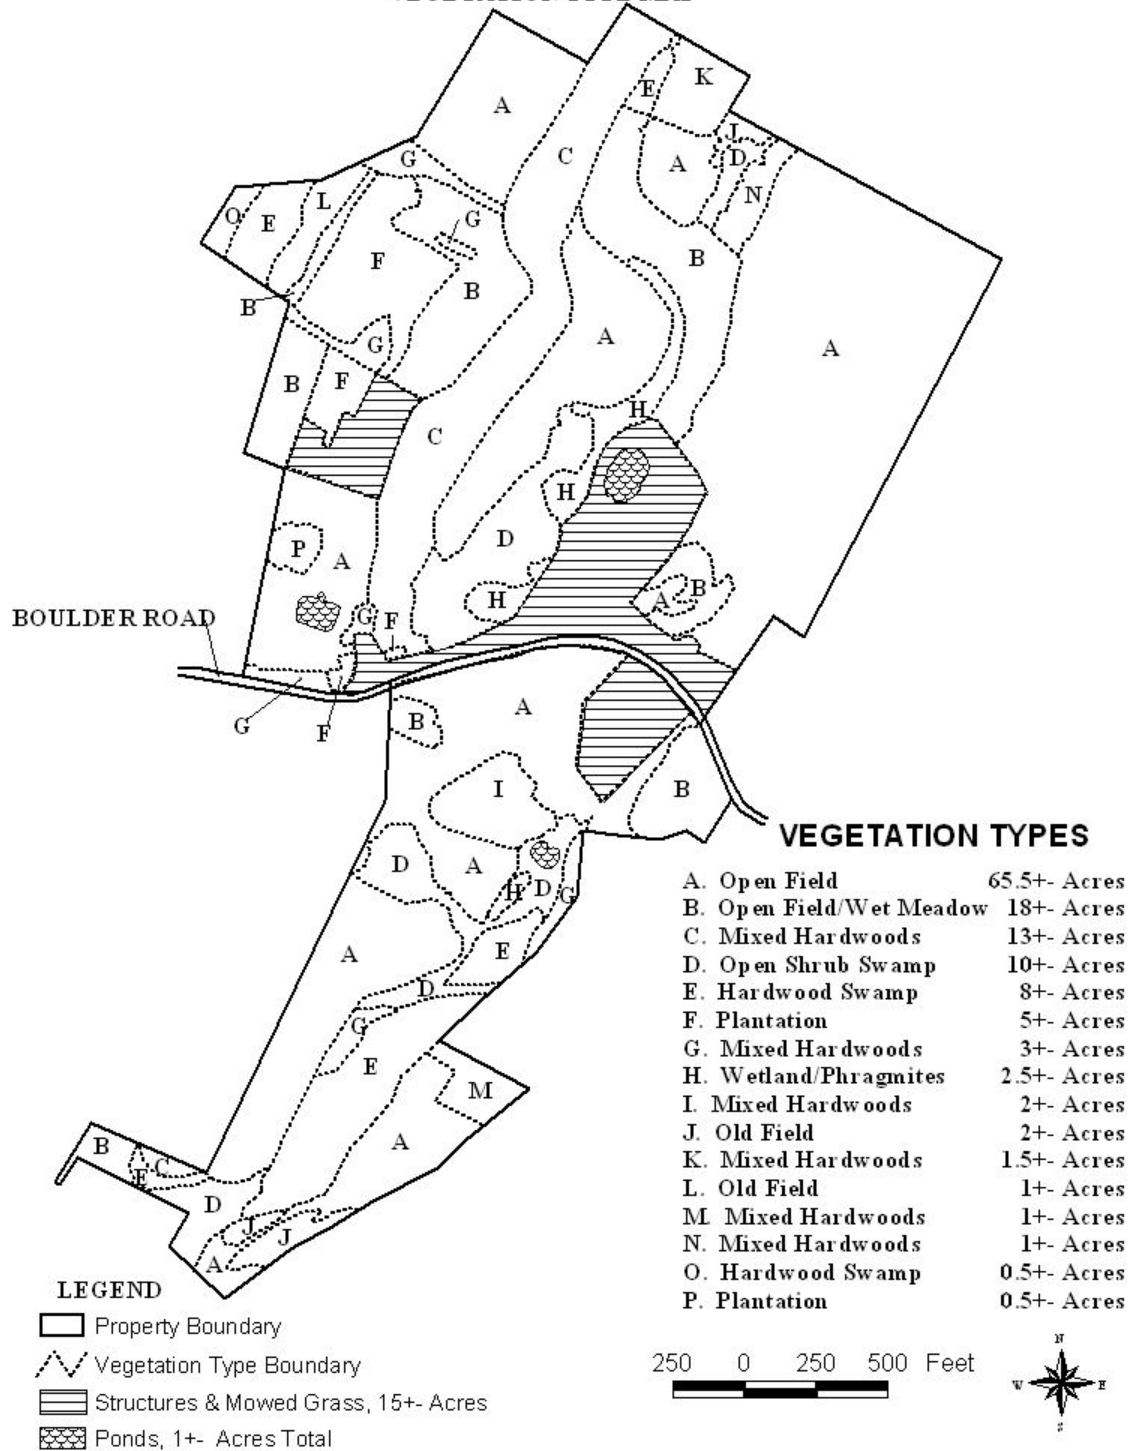 K
E
A
J
C
G
A
D
N
L
O
E
G
F
B
B
B
A
A
G
B
F
H
C
H
D
P
A
B
A
H
G
F
BOULDER ROAD
A
B
G
F
I
B
VEGETATION TYPES
D
A
H
D
G
A. Open Field 65.5+- Acres
B. Open Field/Wet Meadow 18+- Acres
C. Mixed Hardwoods 13+- Acres
A
E
D. Open Shrub Swamp 10+- Acres
D
E. Hardwood Swamp 8+- Acres
G
F. Plantation 5+- Acres
G. Mixed Hardwoods 3+- Acres
E
H. Wetland/Phragmites 2.5+- Acres
M
I. Mixed Hardwoods 2+- Acres
A
J. Old Field 2+- Acres
B
C
E
K. Mixed Hardwoods 1.5+- Acres
L. Old Field 1+- Acres
D
M. Mixed Hardwoods 1+- Acres
J
J
N. Mixed Hardwoods 1+- Acres
A
O. Hardwood Swamp 0.5+- Acres
P. Plantation 0.5+- Acres
LEGEND
Property Boundary
Vegetation Type Boundary
Structures & Mowed Grass, 15+- Acres
Ponds, 1+- Acres Total
250 0 250 500 Feet
N
W E
S